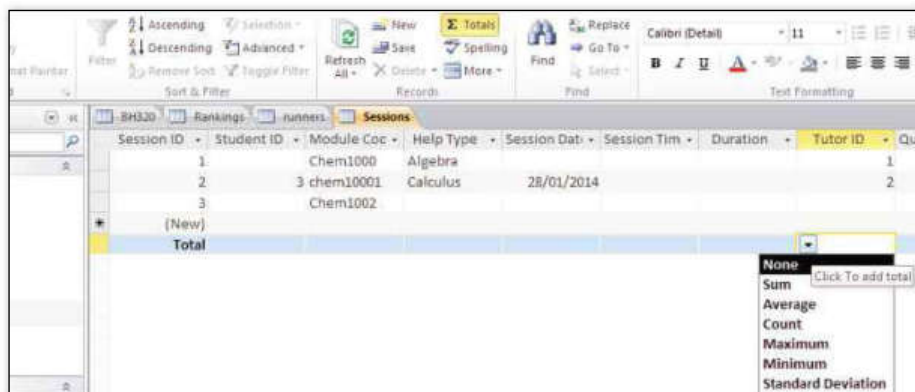 Ascending Selection New Σ Totals Replace Calibri (Detail) 11
Descending Advanced Save Spelling Go To
Filter Remove Sort Toggle Filter Refresh All Delete More Find Select B I U A
Sort & Filter Records Find Text Formatting
BH320 Rankings runners Sessions
Session ID Student ID Module Coc Help Type Session Dat Session Tim Duration Tutor ID Qu
1 Chem1000 Algebra 1
2 3 chem10001 Calculus 28/01/2014 2
3 Chem1002
(New)
Total
None
Click To add total
Sum
Average
Count
Maximum
Minimum
Standard Deviation